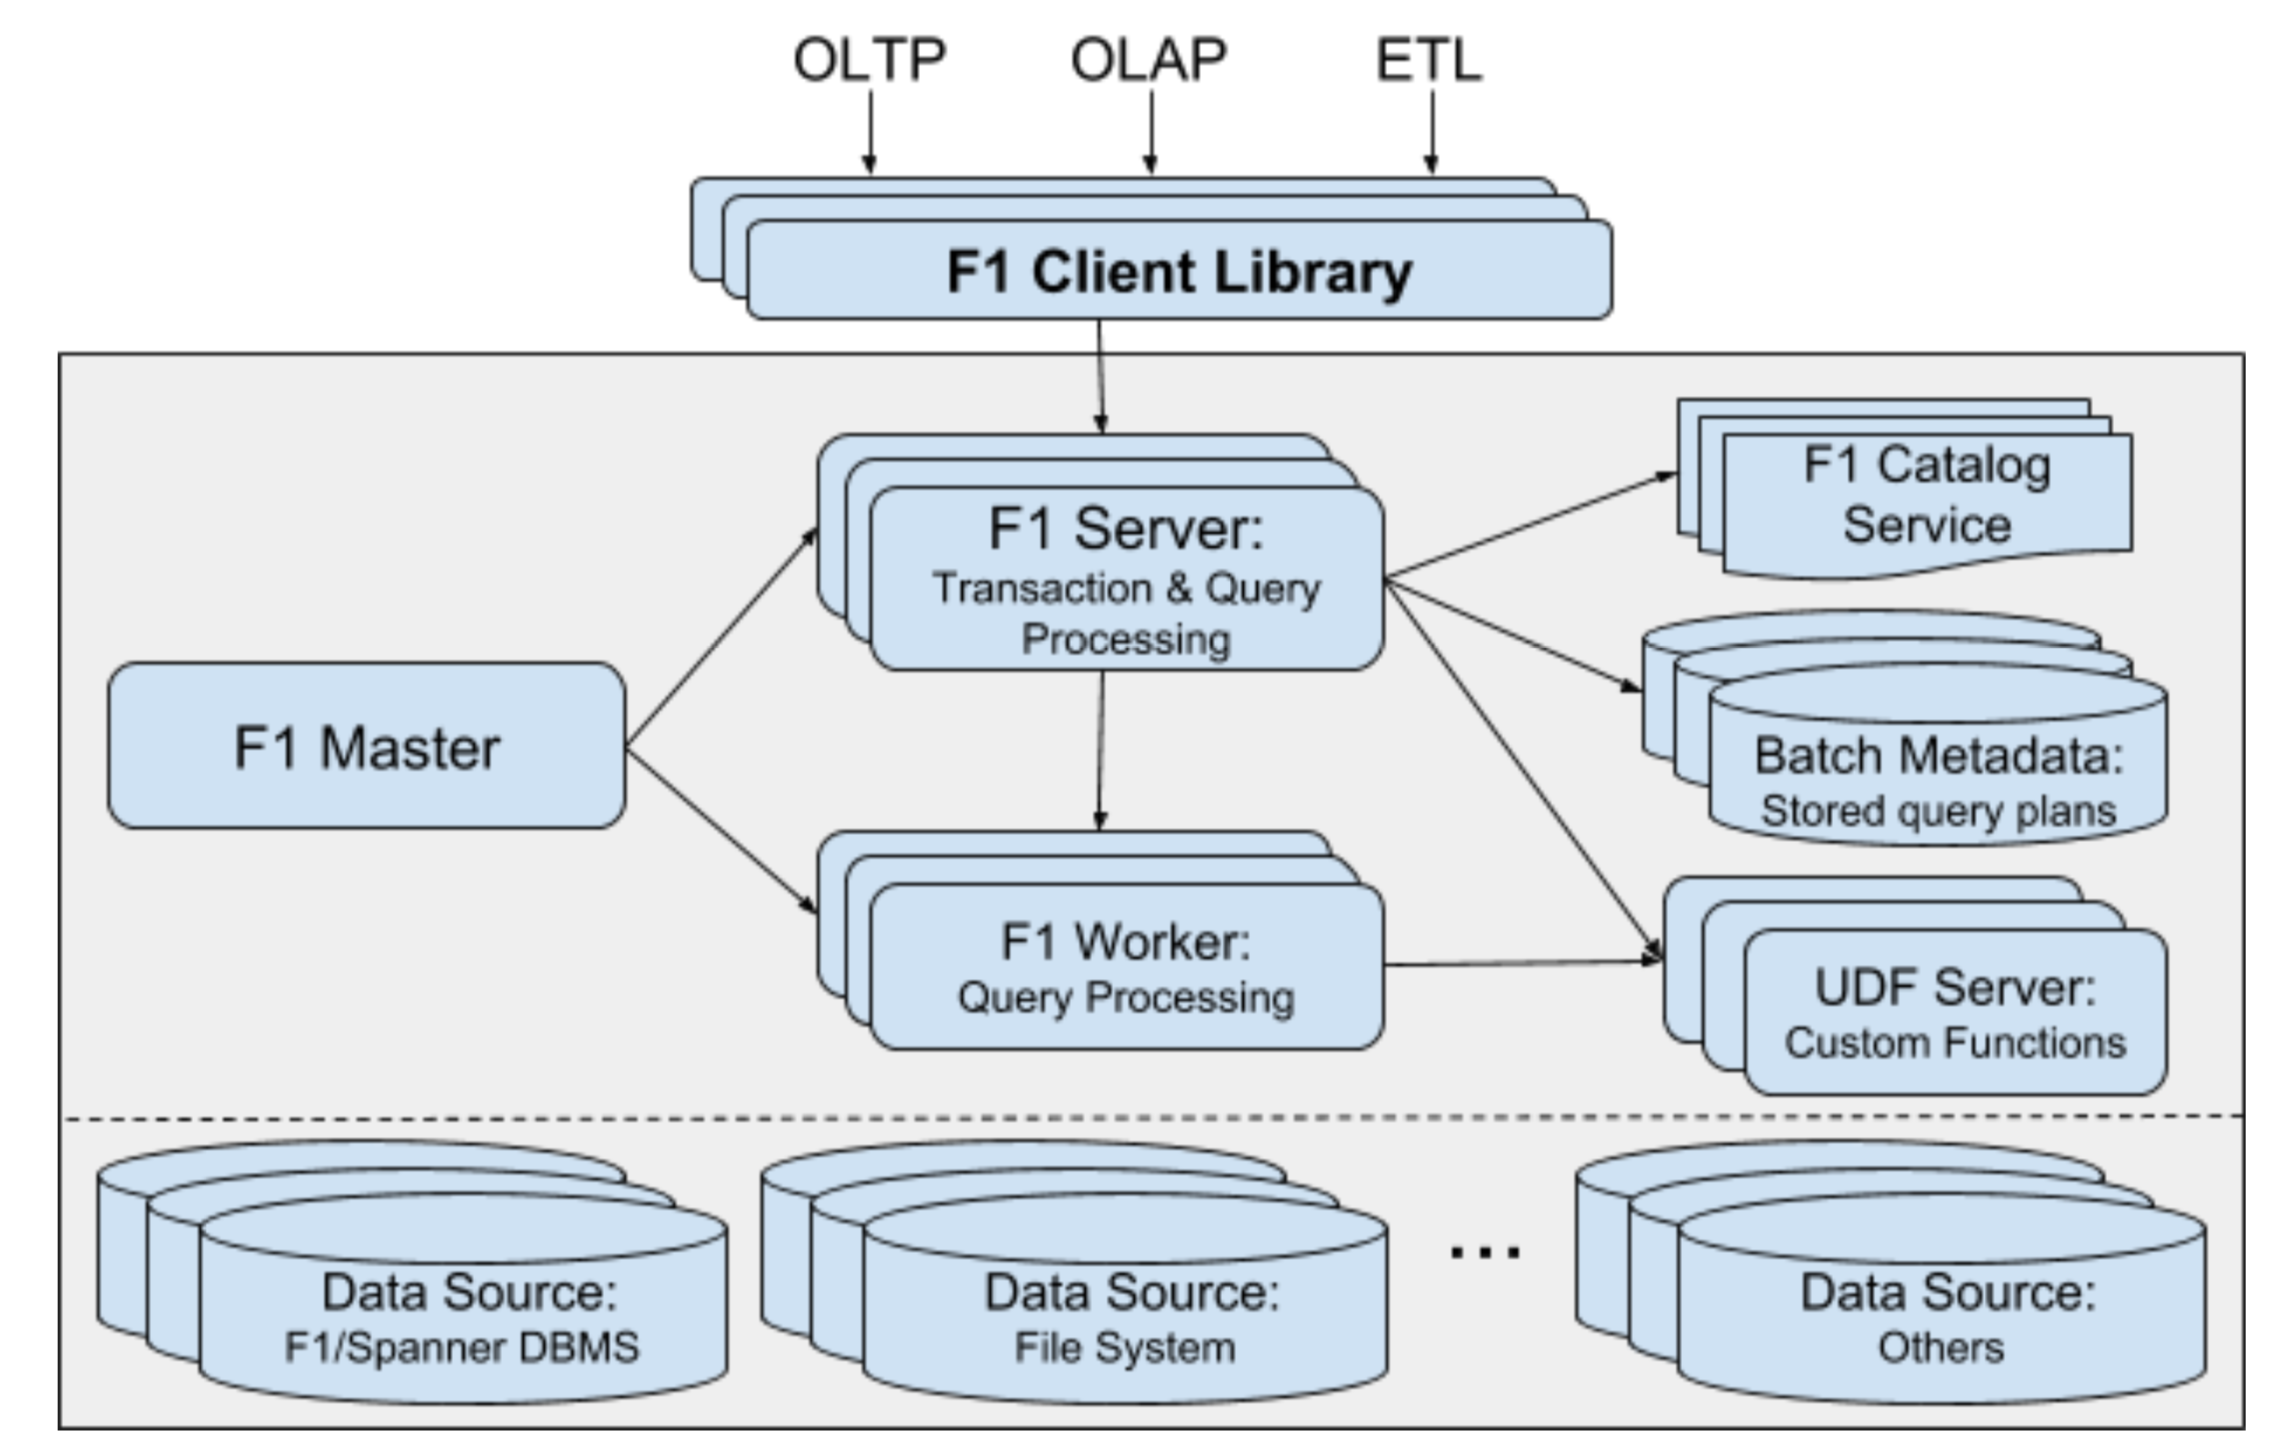 OLTP OLAP ETL
F1 Client Library
F1 Server:
Transaction & Query
Processing
F1 Catalog
Service
F1 Master
Batch Metadata:
Stored query plans
F1 Worker:
Query Processing
UDF Server:
Custom Functions
Data Source:
F1/Spanner DBMS
Data Source:
File System
...
Data Source:
Others